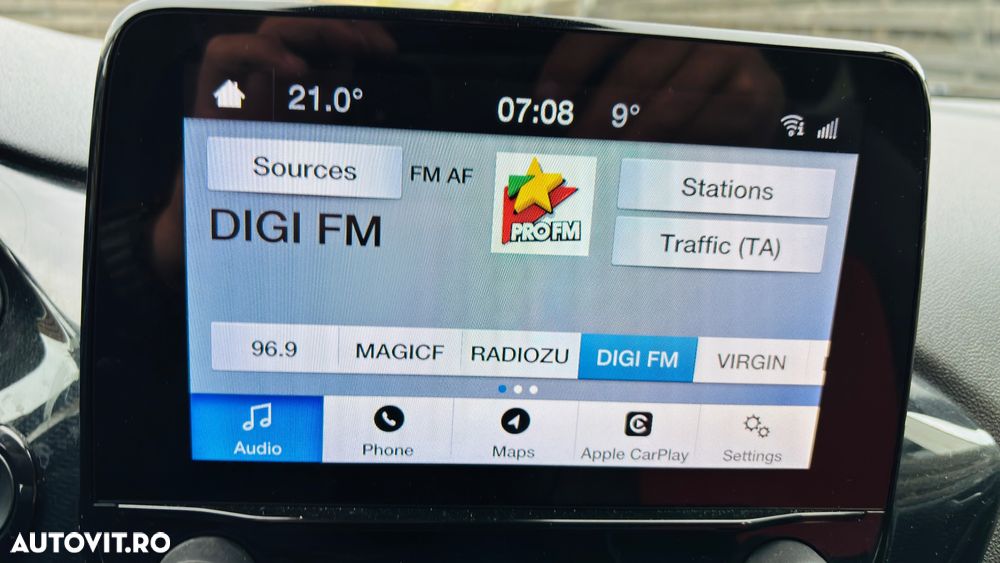 21.0° 07:08 9°
Sources FM AF PROFM Stations
DIGI FM Traffic (TA)
96.9 MAGICF RADIOZU DIGI FM VIRGIN
Audio Phone Maps Apple CarPlay Settings
AUTOVIT.RO